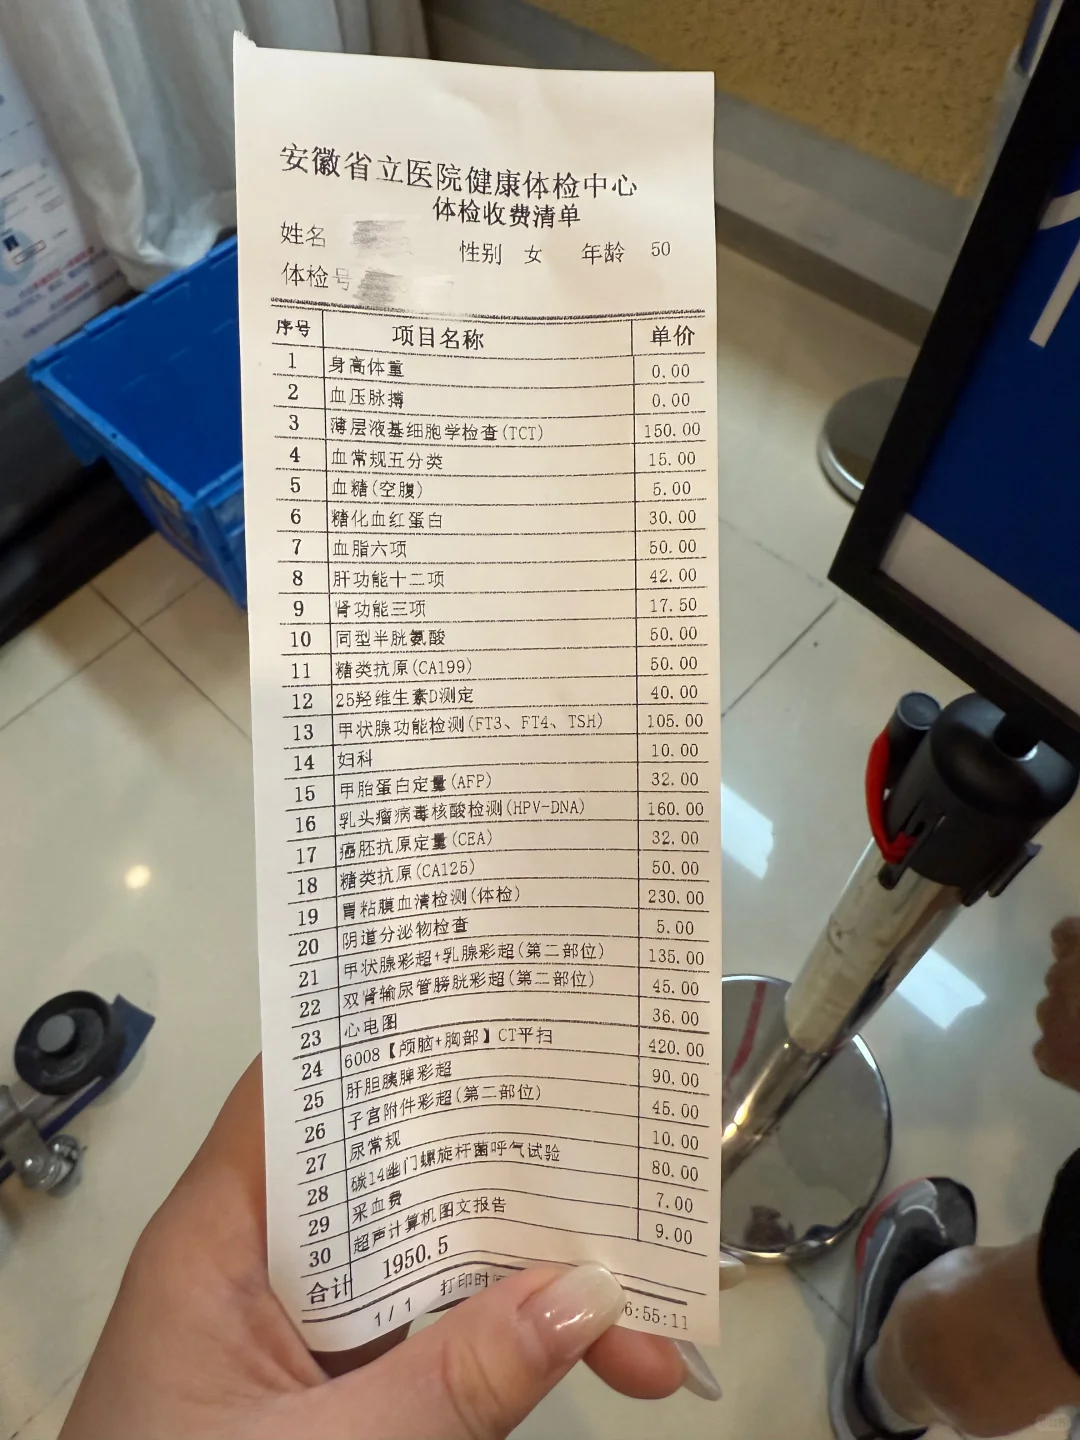 安徽省立医院健康体检中心
体检收费清单
姓名 性别 女 年龄 50
体检号
序号 项目名称 单价
1 身高体重 0.00
2 血压脉搏 0.00
3 薄层液基细胞学检查(TCT) 150.00
4 血常规五分类 15.00
5 血糖(空腹) 5.00
6 糖化血红蛋白 30.00
7 血脂六项 50.00
8 肝功能十二项 42.00
9 肾功能三项 17.50
10 同型半胱氨酸 50.00
11 糖类抗原(CA199) 50.00
12 25羟维生素D测定 40.00
13 甲状腺功能检测(FT3、FT4、TSH) 105.00
14 妇科 10.00
15 甲胎蛋白定量(AFP) 32.00
16 乳头瘤病毒核酸检测(HPV-DNA) 160.00
17 癌胚抗原定量(CEA) 32.00
18 糖类抗原(CA125) 50.00
19 胃粘膜血清检测(体检) 230.00
20 阴道分泌物检查 5.00
21 甲状腺彩超+乳腺彩超(第二部位) 135.00
22 双肾输尿管膀胱彩超(第二部位) 45.00
23 心电图 36.00
24 6008【颅脑+胸部】CT平扫 420.00
25 肝胆胰脾彩超 90.00
26 子宫附件彩超(第二部位) 45.00
27 尿常规 10.00
28 碳14幽门螺旋杆菌呼气试验 80.00
29 采血费 7.00
30 超声计算机图文报告 9.00
合计 1950.5
1/1 打印时 6:55:11